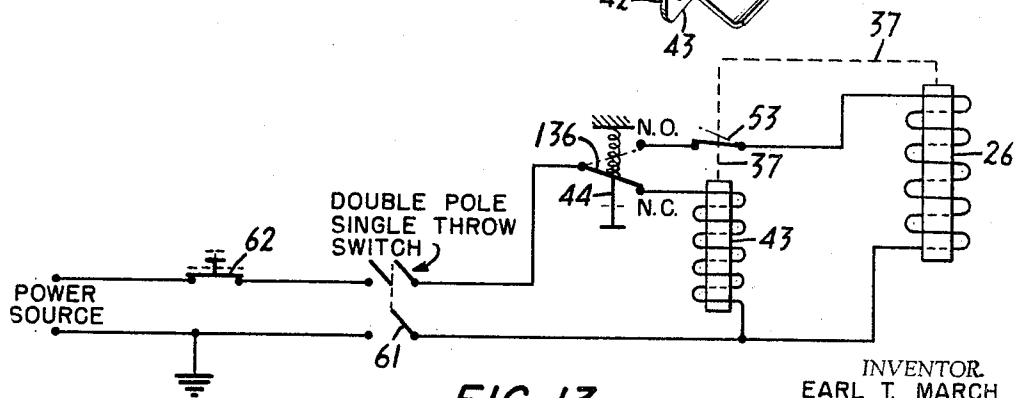 42
43
37
N.O.
53
136
37
26
44
N.C.
DOUBLE POLE
SINGLE THROW
SWITCH
43
62
POWER
SOURCE
61
INVENTOR.
EARL T. MARCH
FIG. 13